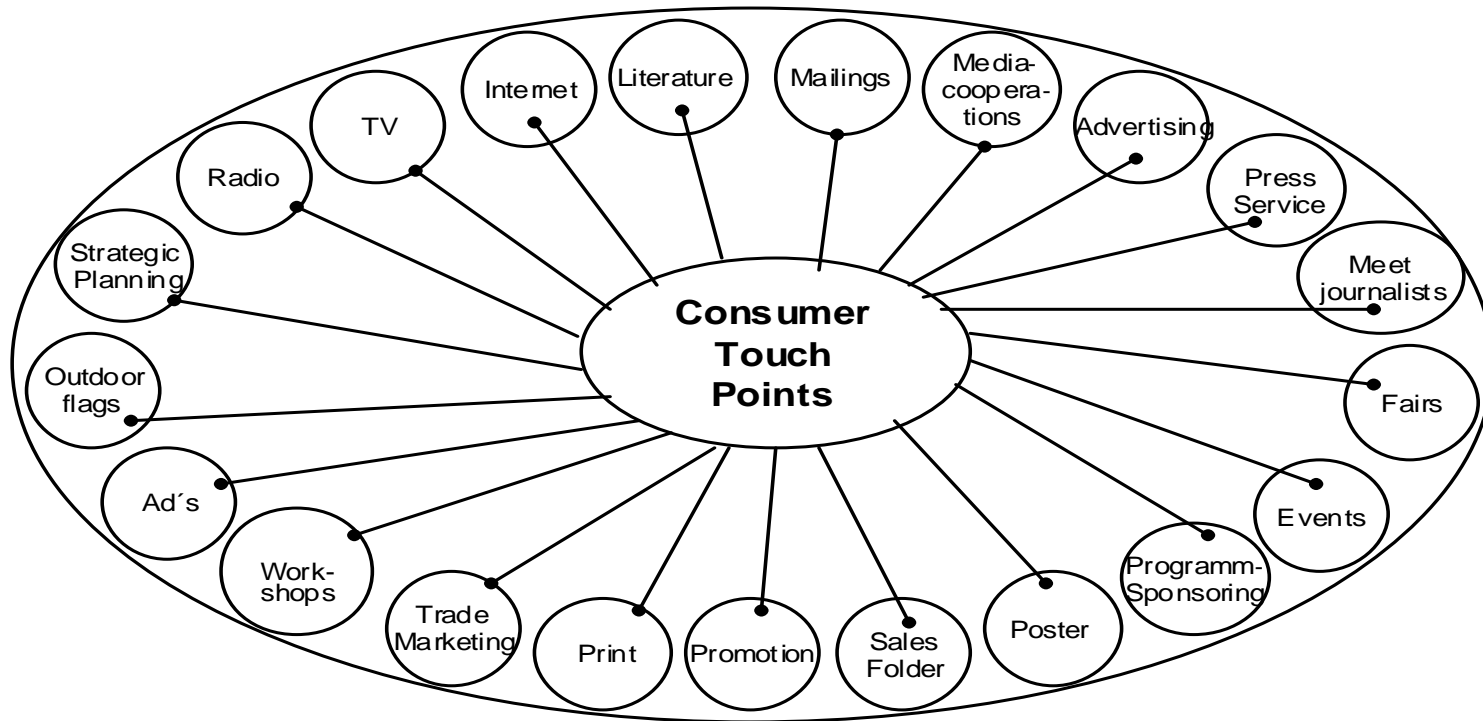 Consumer
Touch
Points
Literature
Mailings
Media-
coopera-
tions
Advertising
Press
Service
Meet
journalists
Fairs
Events
Programm-
Sponsoring
Poster
Sales
Folder
Promotion
Print
Trade
Marketing
Work-
shops
Ad´s
Outdoor
flags
Strategic
Planning
Radio
TV
Internet